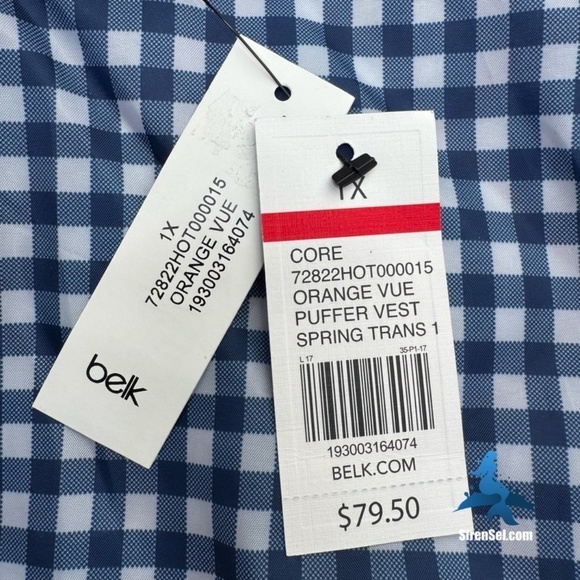 1X
72822HOT000015
ORANGE VUE
193003164074
belk
1X
CORE
72822HOT000015
ORANGE VUE
PUFFER VEST
SPRING TRANS 1
L 17 35-P1-17
193003164074
BELK.COM
$79.50
SirenSel.com